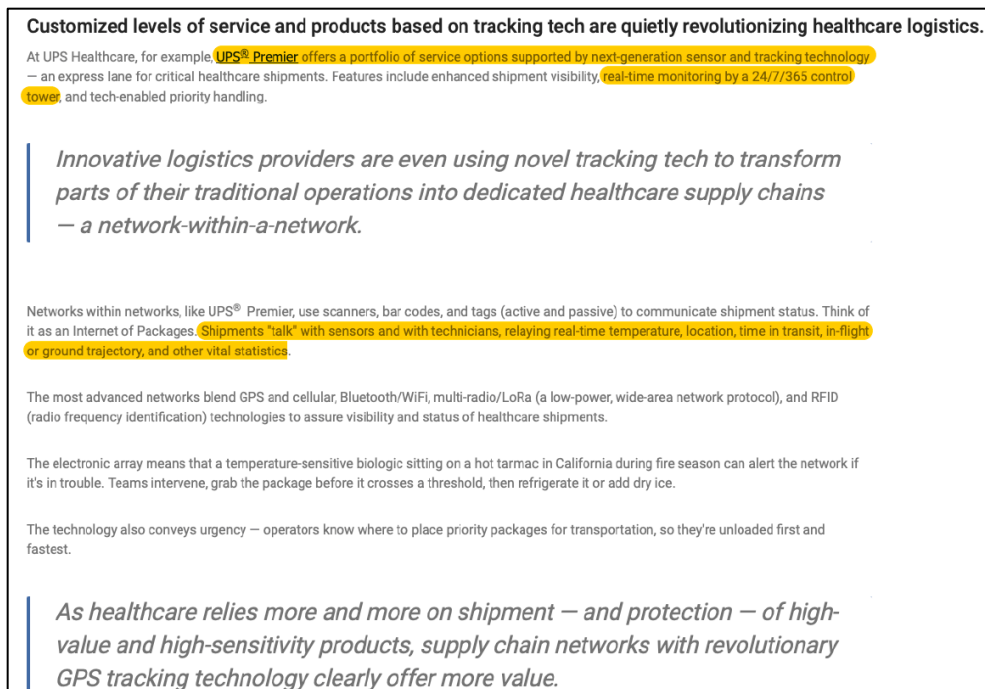 Customized levels of service and products based on tracking tech are quietly revolutionizing healthcare logistics.
At UPS Healthcare, for example, UPS® Premier offers a portfolio of service options supported by next-generation sensor and tracking technology
— an express lane for critical healthcare shipments. Features include enhanced shipment visibility, real-time monitoring by a 24/7/365 control
tower, and tech-enabled priority handling.
Innovative logistics providers are even using novel tracking tech to transform
parts of their traditional operations into dedicated healthcare supply chains
— a network-within-a-network.
Networks within networks, like UPS® Premier, use scanners, bar codes, and tags (active and passive) to communicate shipment status. Think of
it as an Internet of Packages. Shipments "talk" with sensors and with technicians, relaying real-time temperature, location, time in transit, in-flight
or ground trajectory, and other vital statistics.
The most advanced networks blend GPS and cellular, Bluetooth/WiFi, multi-radio/LoRa (a low-power, wide-area network protocol), and RFID
(radio frequency identification) technologies to assure visibility and status of healthcare shipments.
The electronic array means that a temperature-sensitive biologic sitting on a hot tarmac in California during fire season can alert the network if
it's in trouble. Teams intervene, grab the package before it crosses a threshold, then refrigerate it or add dry ice.
The technology also conveys urgency — operators know where to place priority packages for transportation, so they're unloaded first and
fastest.
As healthcare relies more and more on shipment — and protection — of high-
value and high-sensitivity products, supply chain networks with revolutionary
GPS tracking technology clearly offer more value.